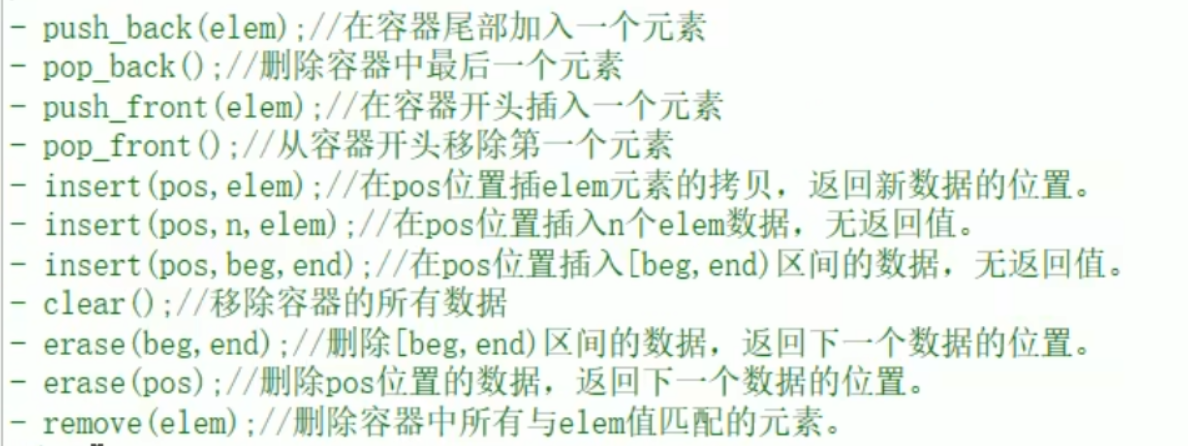 - push_back(elem);//在容器尾部加入一个元素
- pop_back();//删除容器中最后一个元素
- push_front(elem);//在容器开头插入一个元素
- pop_front();//从容器开头移除第一个元素
- insert(pos,elem);//在pos位置插elem元素的拷贝，返回新数据的位置。
- insert(pos,n,elem);//在pos位置插入n个elem数据，无返回值。
- insert(pos,beg,end);//在pos位置插入[beg,end)区间的数据，无返回值。
- clear();//移除容器的所有数据
- erase(beg,end);//删除[beg,end)区间的数据，返回下一个数据的位置。
- erase(pos);//删除pos位置的数据，返回下一个数据的位置。
- remove(elem);//删除容器中所有与elem值匹配的元素。